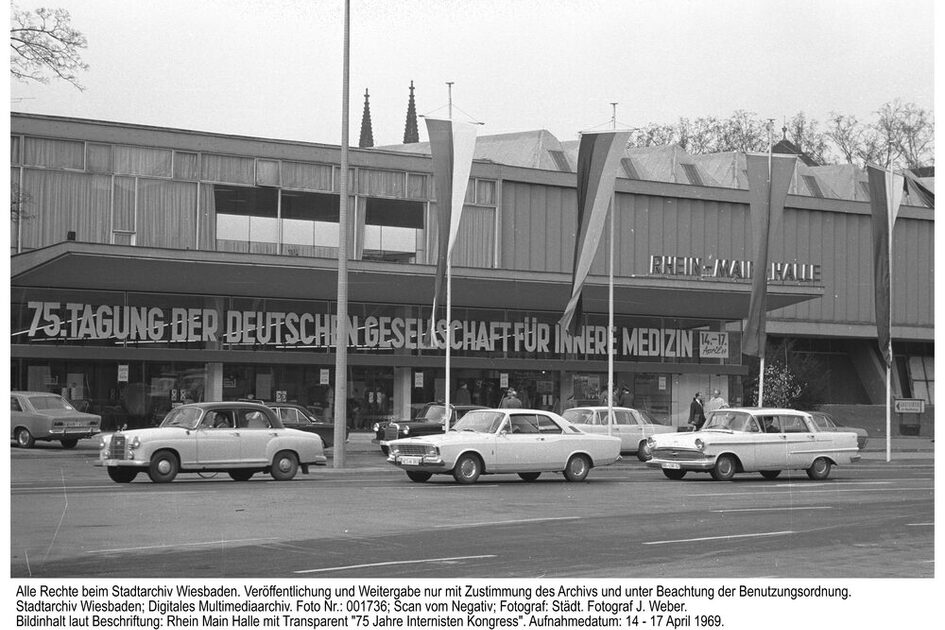 RHEIN-MAIN-HALLE
75. TAGUNG DER DEUTSCHEN GESELLSCHAFT FÜR INNERE MEDIZIN 14.-17.
April 69
Alle Rechte beim Stadtarchiv Wiesbaden. Veröffentlichung und Weitergabe nur mit Zustimmung des Archivs und unter Beachtung der Benutzungsordnung.
Stadtarchiv Wiesbaden; Digitales Multimediaarchiv. Foto Nr.: 001736; Scan vom Negativ; Fotograf: Städt. Fotograf J. Weber.
Bildinhalt laut Beschriftung: Rhein Main Halle mit Transparent "75 Jahre Internisten Kongress". Aufnahmedatum: 14 - 17 April 1969.